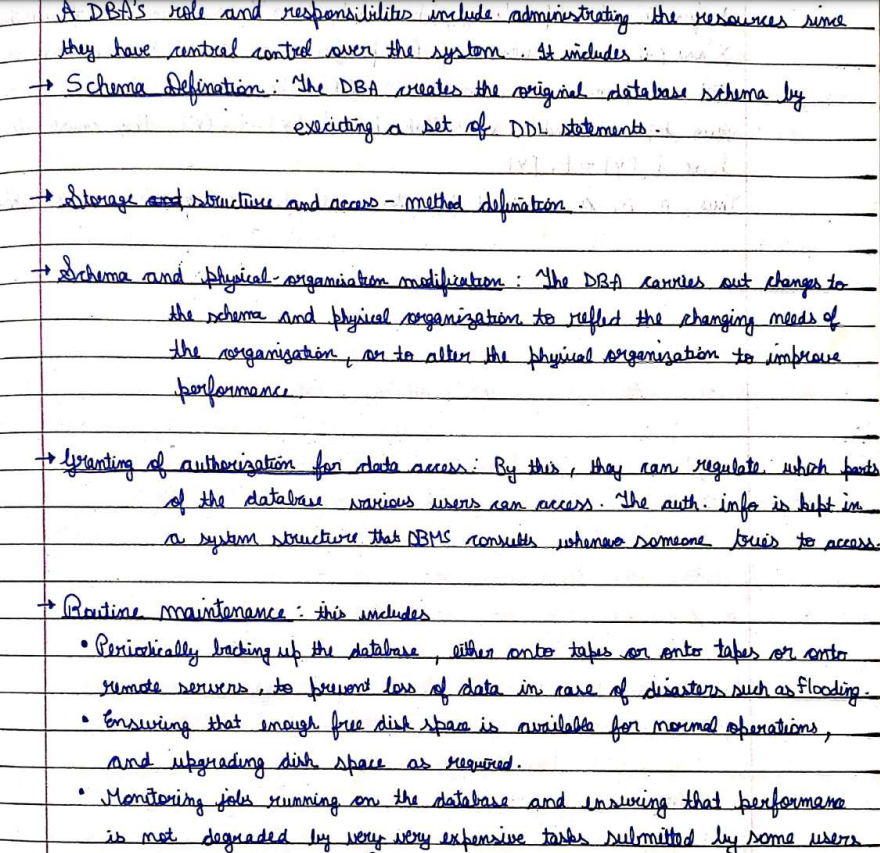 A DBA's role and responsibilites include administrating the resources since
they have central control over the system. It includes:
→ Schema Defination: The DBA creates the original database schema by
executing a set of DDL statements.
→ Storage and structure and access-method defination.
→ Schema and physical-organisation modification: The DBA carries out changes to
the schema and physical organization to reflect the changing needs of
the organisation, or to alter the physical organization to improve
performance.
→ Granting of authorization for data access: By this, they can regulate which parts
of the database various users can access. The auth. info is kept in
a system structure that DBMS consults whenever someone tries to access.
→ Routine maintenance: this includes
• Periodically backing up the database, either onto tapes or onto tapes or onto
remote servers, to prevent loss of data in case of disasters such as flooding.
• Ensuring that enough free disk space is available for normal operations,
and upgrading disk space as required.
• Monitoring jobs running on the database and ensuring that performance
is not degraded by very very expensive tasks submitted by some users